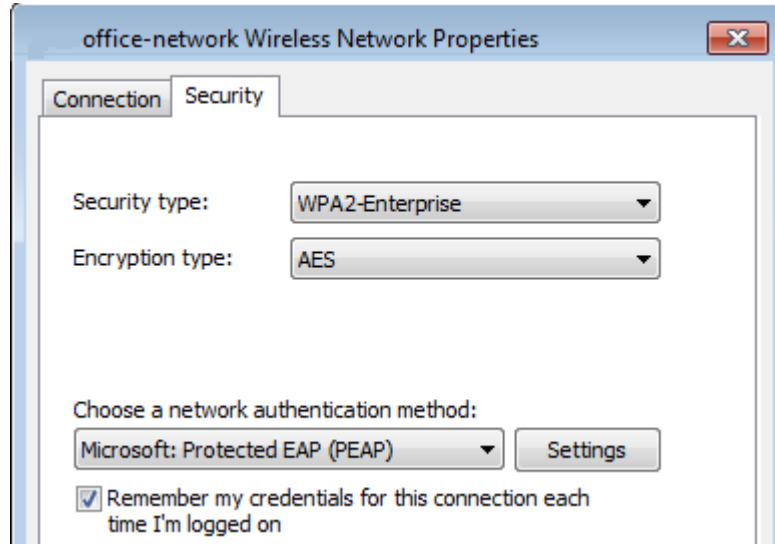 office-network Wireless Network Properties
Connection
Security
Security type:
WPA2-Enterprise
Encryption type:
AES
Choose a network authentication method:
Microsoft: Protected EAP (PEAP)
Settings
Remember my credentials for this connection each
time I'm logged on